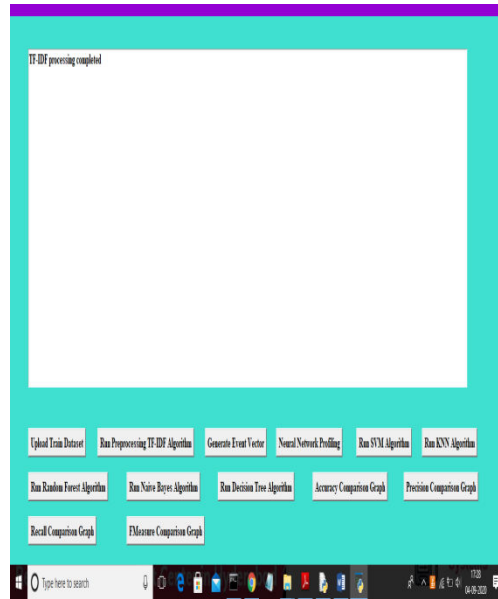 TF-IDF processing completed
Upload Train Dataset Run Preprocessing TF-IDF Algorithm Generate Event Vector Neural Network Profiling Run SVM Algorithm Run KNN Algorithm
Run Random Forest Algorithm Run Naive Bayes Algorithm Run Decision Tree Algorithm Accuracy Comparison Graph Precision Comparison Graph
Recall Comparison Graph FMeasure Comparison Graph
Type here to search
17:28
04-09-2020